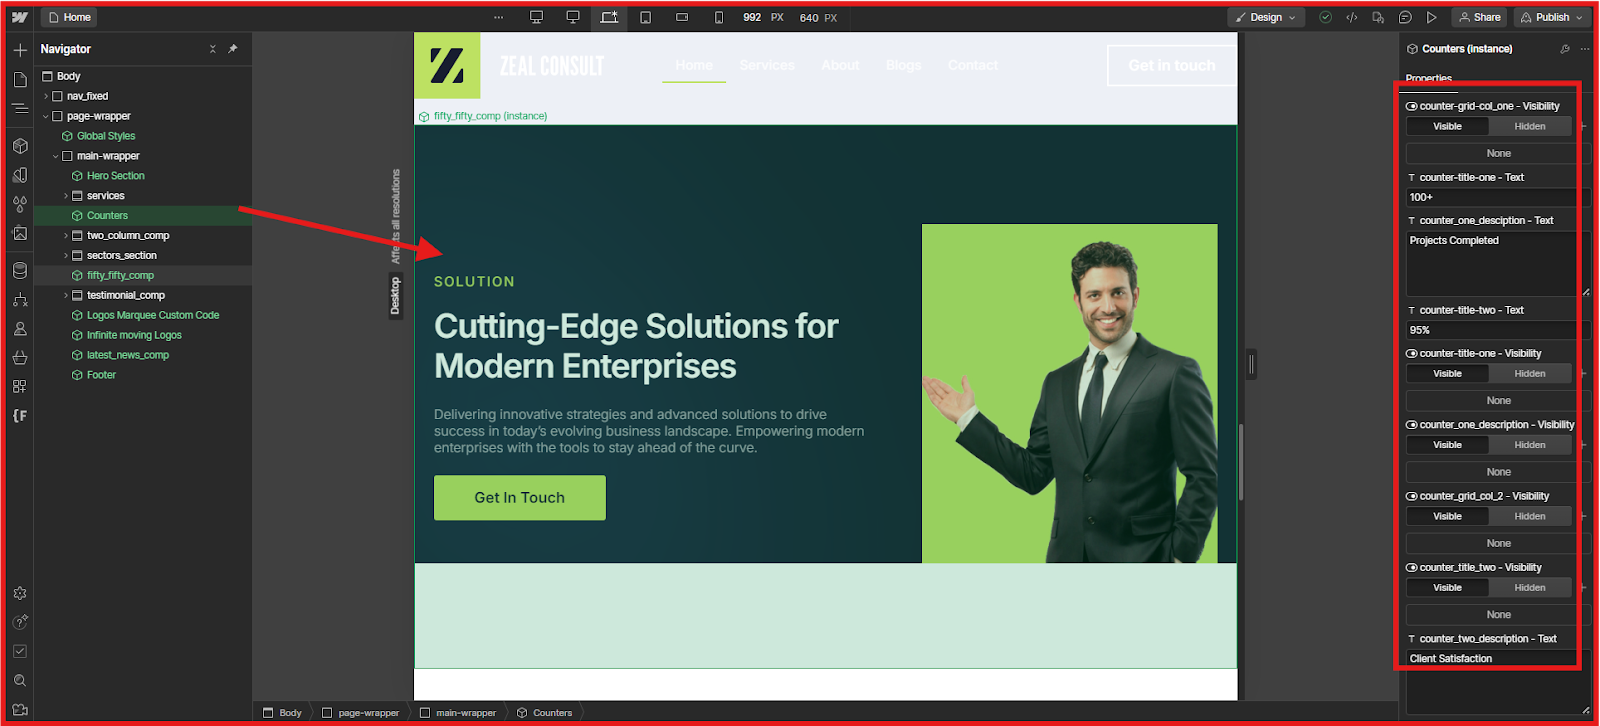 Home
992 PX 640 PX
Design
Share
Publish
Navigator
Body
nav_fixed
page-wrapper
Global Styles
main-wrapper
Hero Section
services
Counters
two_column_comp
sectors_section
fifty_fifty_comp
testimonial_comp
Logos Marquee Custom Code
Infinite moving Logos
latest_news_comp
Footer
Affects all resolutions
Desktop
ZEAL CONSULT
Home Services About Blogs Contact
Get in touch
fifty_fifty_comp (instance)
SOLUTION
Cutting-Edge Solutions for
Modern Enterprises
Delivering innovative strategies and advanced solutions to drive
success in today's evolving business landscape. Empowering modern
enterprises with the tools to stay ahead of the curve.
Get In Touch
Body page-wrapper main-wrapper Counters
Counters (instance)
Properties
counter-grid-col_one - Visibility
Visible Hidden
None
counter-title-one - Text
100+
counter_one_desciption - Text
Projects Completed
counter-title-two - Text
95%
counter-title-one - Visibility
Visible Hidden
None
counter_one_description - Visibility
Visible Hidden
None
counter_grid_col_2 - Visibility
Visible Hidden
None
counter_title_two - Visibility
Visible Hidden
None
counter_two_description - Text
Client Satisfaction